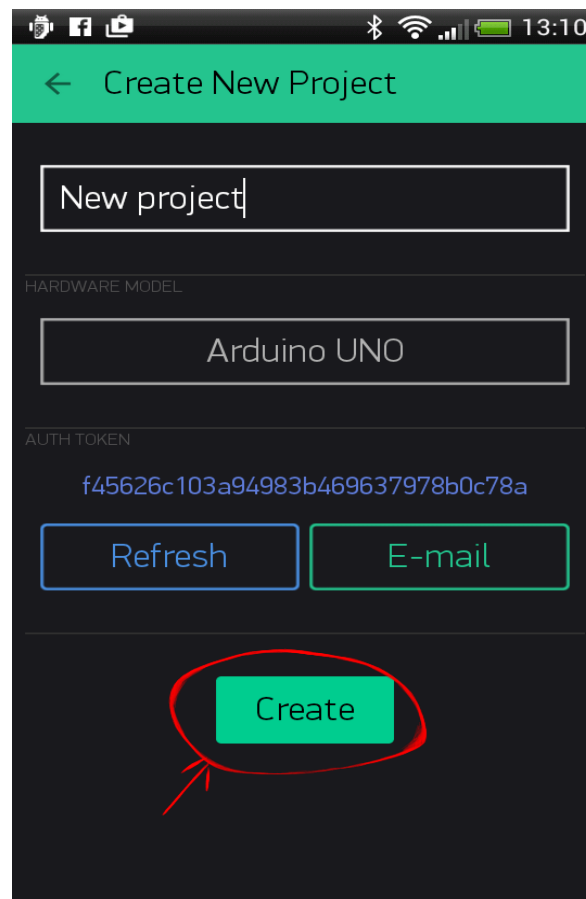 13:10
Create New Project
New project
HARDWARE MODEL
Arduino UNO
AUTH TOKEN
f45626c103a94983b469637978b0c78a
Refresh
E-mail
Create